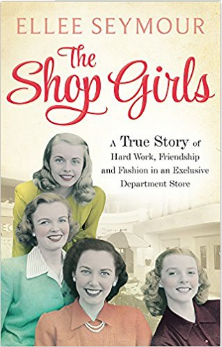 ELLEE SEYMOUR
The
Shop Girls
A True Story of
Hard Work, Friendship
and Fashion in an Exclusive
Department Store